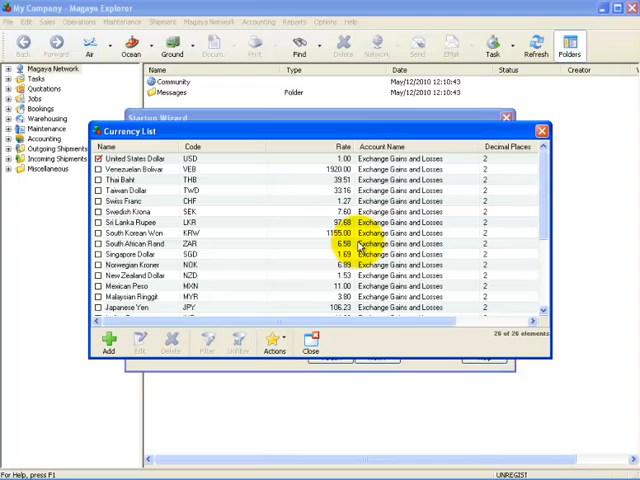 My Company - Magaya Explorer
File Edit Sales Operations Maintenance Shipment Magaya Network Accounting Reports Options Help
Back Forward Air Ocean Ground Docum... Print Find Delete Network Send EMail Task Refresh Folders
Magaya Network
Tasks
Quotations
Jobs
Bookings
Warehousing
Maintenance
Accounting
Outgoing Shipments
Incoming Shipments
Miscellaneous
Name Type Date Status Creator
Community May/12/2010 12:10:43
Messages Folder May/12/2010 12:10:43
Startup Wizard
Currency List
Name Code Rate Account Name Decimal Places
United States Dollar USD 1.00 Exchange Gains and Losses 2
Venezuelan Bolivar VEB 1920.00 Exchange Gains and Losses 2
Thai Baht THB 39.51 Exchange Gains and Losses 2
Taiwan Dollar TWD 33.16 Exchange Gains and Losses 2
Swiss Franc CHF 1.27 Exchange Gains and Losses 2
Swedish Krona SEK 7.60 Exchange Gains and Losses 2
Sri Lanka Rupee LKR 97.68 Exchange Gains and Losses 2
South Korean Won KRW 1155.00 Exchange Gains and Losses 2
South African Rand ZAR 6.58 Exchange Gains and Losses 2
Singapore Dollar SGD 1.69 Exchange Gains and Losses 2
Norwegian Kroner NOK 6.89 Exchange Gains and Losses 2
New Zealand Dollar NZD 1.53 Exchange Gains and Losses 2
Mexican Peso MXN 11.00 Exchange Gains and Losses 2
Malaysian Ringgit MYR 3.80 Exchange Gains and Losses 2
Japanese Yen JPY 106.23 Exchange Gains and Losses 2
26 of 26 elements
Add Edit Delete Filter Unfilter Actions Close
For Help, press F1 UNREGIST